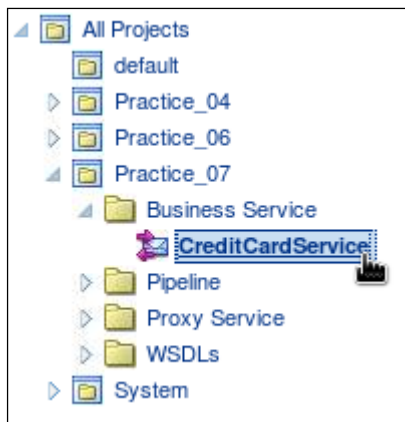 All Projects
default
Practice_04
Practice_06
Practice_07
Business Service
CreditCardService
Pipeline
Proxy Service
WSDLs
System